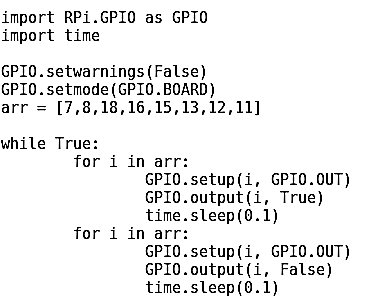 import RPi.GPIO as GPIO
import time

GPIO.setwarnings(False)
GPIO.setmode(GPIO.BOARD)
arr = [7,8,18,16,15,13,12,11]

while True:
        for i in arr:
                GPIO.setup(i, GPIO.OUT)
                GPIO.output(i, True)
                time.sleep(0.1)
        for i in arr:
                GPIO.setup(i, GPIO.OUT)
                GPIO.output(i, False)
                time.sleep(0.1)